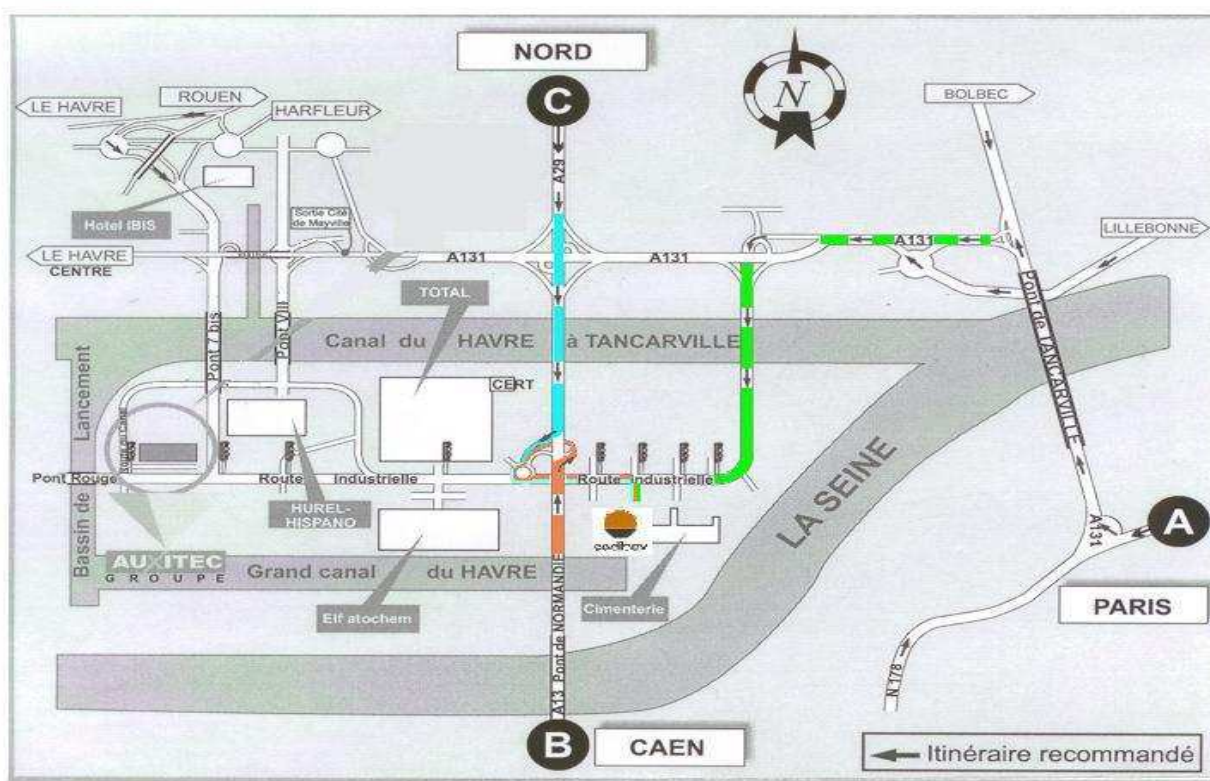 NORD
C
N
LE HAVRE
ROUEN
HARFLEUR
BOLBEC
A29
Hotel IBIS
Sortie Cité
de Mayville
LILLEBONNE
LE HAVRE
CENTRE
A131
A131
A131
TOTAL
Pont 7 bis
Pont VIII
Canal du HAVRE à TANCARVILLE
Pont de TANCARVILLE
CERT
Bassin de Lancement
LA SEINE
Pont Rouge
Route Industrielle
Route Industrielle
HUREL-
HISPANO
AUXITEC
GROUPE
Grand canal du HAVRE
Elf atochem
Cimenterie
A131
A
PARIS
A13 Pont de NORMANDIE
N 178
B
CAEN
Itinéraire recommandé